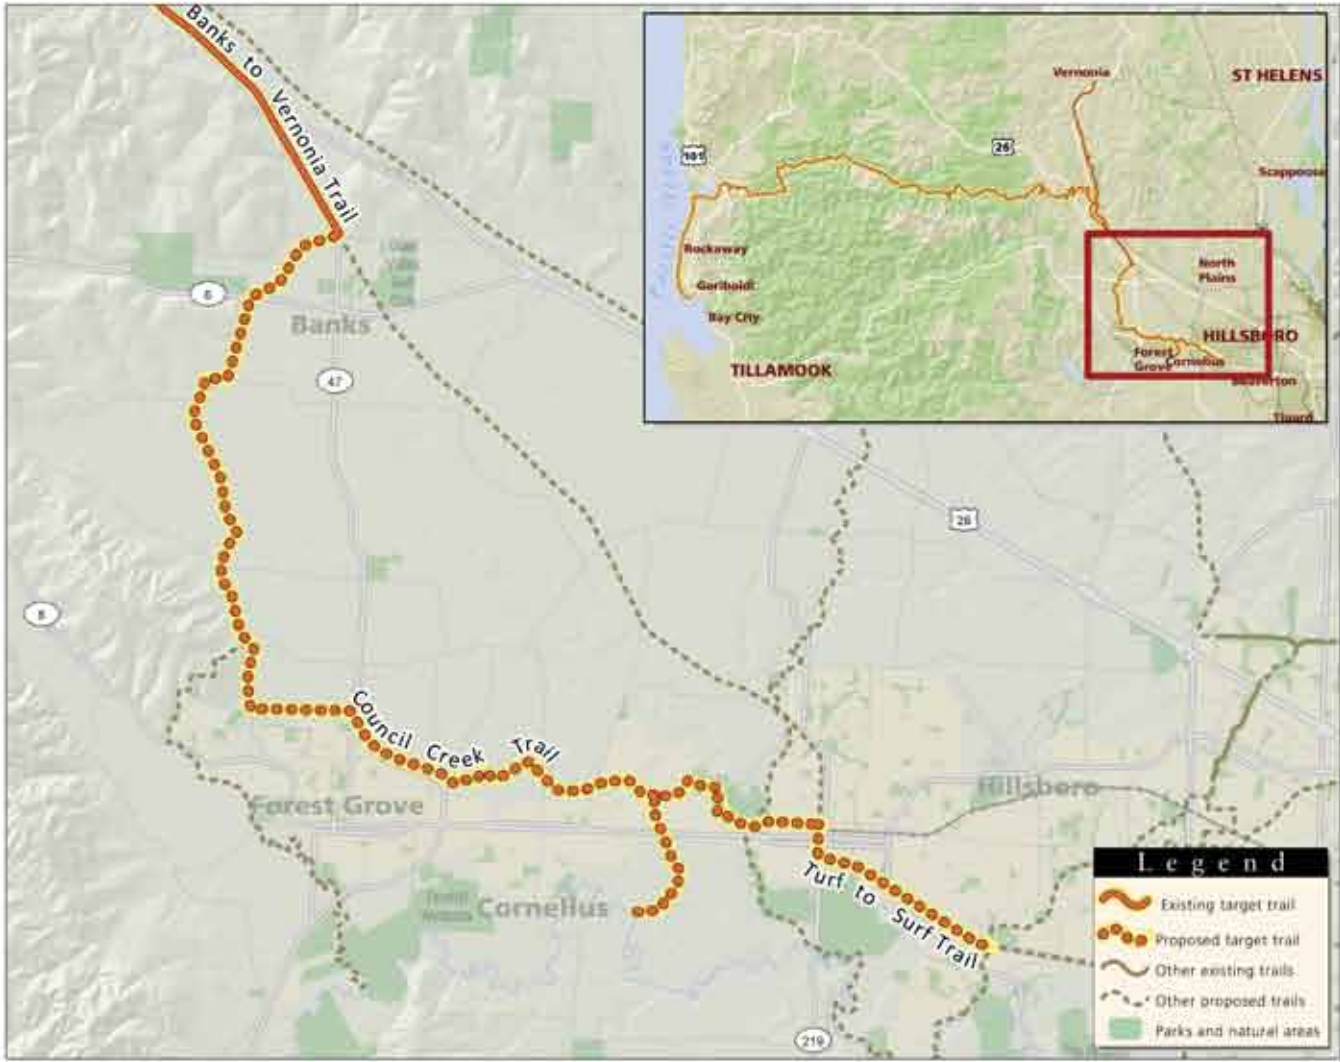 Banks to Vernonia Trail
6
Banks
47
8
26
Council Creek Trail
Forest Grove
Hillsboro
Cornelius
Turf to Surf Trail
219
Vernonia
ST HELENS
101
26
Scappoose
Rockaway
North
Plains
Garibaldi
Bay City
HILLSBORO
Forest
Grove
Cornelius
TILLAMOOK
Beaverton
Tigard
Legend
Existing target trail
Proposed target trail
Other existing trails
Other proposed trails
Parks and natural areas